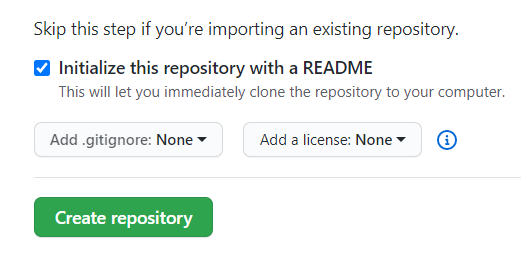 Skip this step if you’re importing an existing repository.
Initialize this repository with a README
This will let you immediately clone the repository to your computer.
Add .gitignore: None
Add a license: None
Create repository